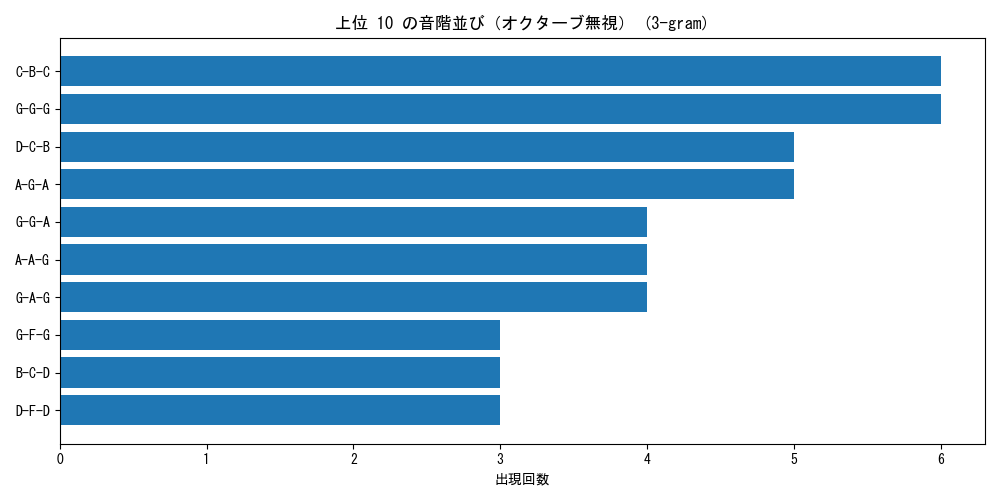 上位 10 の音階並び (オクターブ無視) (3-gram)
C-B-C
G-G-G
D-C-B
A-G-A
G-G-A
A-A-G
G-A-G
G-F-G
B-C-D
D-F-D
0 1 2 3 4 5 6
出現回数